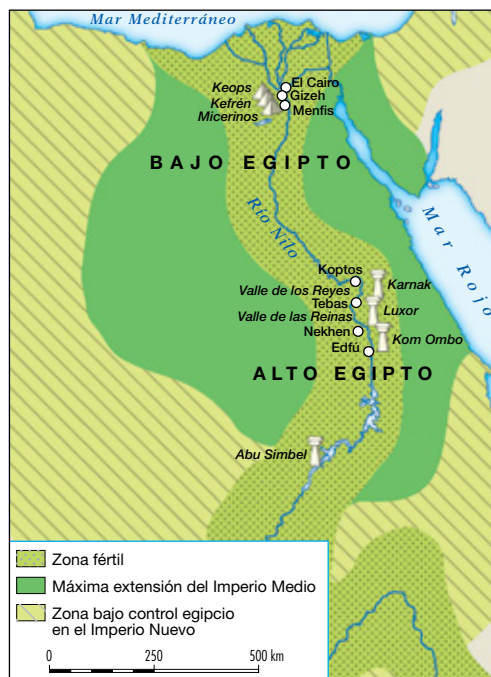 Mar Mediterráneo
Keops
Kefrén
Micerinos
El Cairo
Gizeh
Menfis
BAJO EGIPTO
Río Nilo
Mar Rojo
Koptos
Valle de los Reyes
Tebas
Valle de las Reinas
Nekhen
Edfú
Karnak
Luxor
Kom Ombo
ALTO EGIPTO
Abu Simbel
Zona fértil
Máxima extensión del Imperio Medio
Zona bajo control egipcio
en el Imperio Nuevo
0 250 500 km